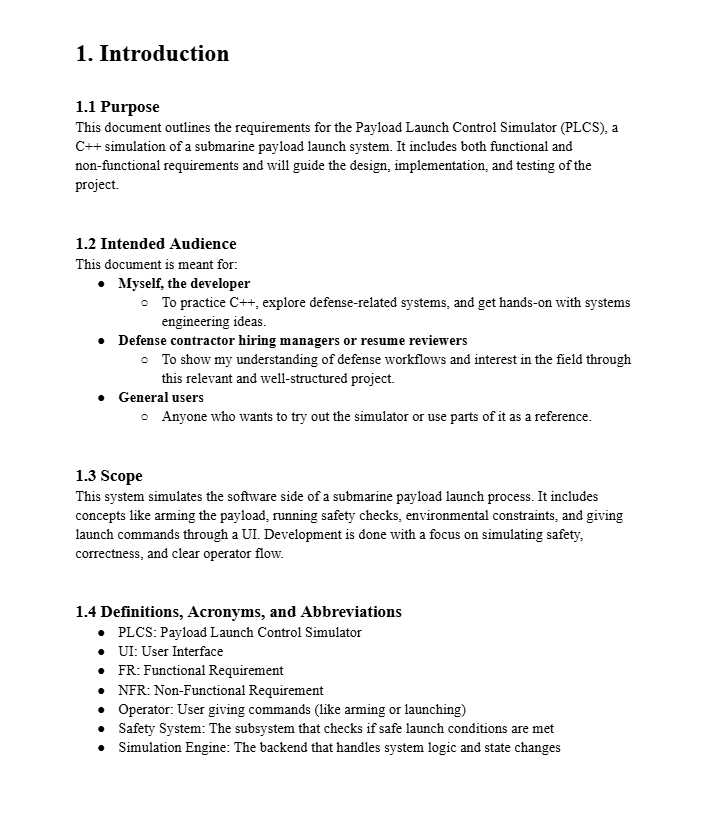 1. Introduction
1.1 Purpose
This document outlines the requirements for the Payload Launch Control Simulator (PLCS), a
C++ simulation of a submarine payload launch system. It includes both functional and
non-functional requirements and will guide the design, implementation, and testing of the
project.
1.2 Intended Audience
This document is meant for:
● Myself, the developer
○ To practice C++, explore defense-related systems, and get hands-on with systems
engineering ideas.
● Defense contractor hiring managers or resume reviewers
○ To show my understanding of defense workflows and interest in the field through
this relevant and well-structured project.
● General users
○ Anyone who wants to try out the simulator or use parts of it as a reference.
1.3 Scope
This system simulates the software side of a submarine payload launch process. It includes
concepts like arming the payload, running safety checks, environmental constraints, and giving
launch commands through a UI. Development is done with a focus on simulating safety,
correctness, and clear operator flow.
1.4 Definitions, Acronyms, and Abbreviations
● PLCS: Payload Launch Control Simulator
● UI: User Interface
● FR: Functional Requirement
● NFR: Non-Functional Requirement
● Operator: User giving commands (like arming or launching)
● Safety System: The subsystem that checks if safe launch conditions are met
● Simulation Engine: The backend that handles system logic and state changes